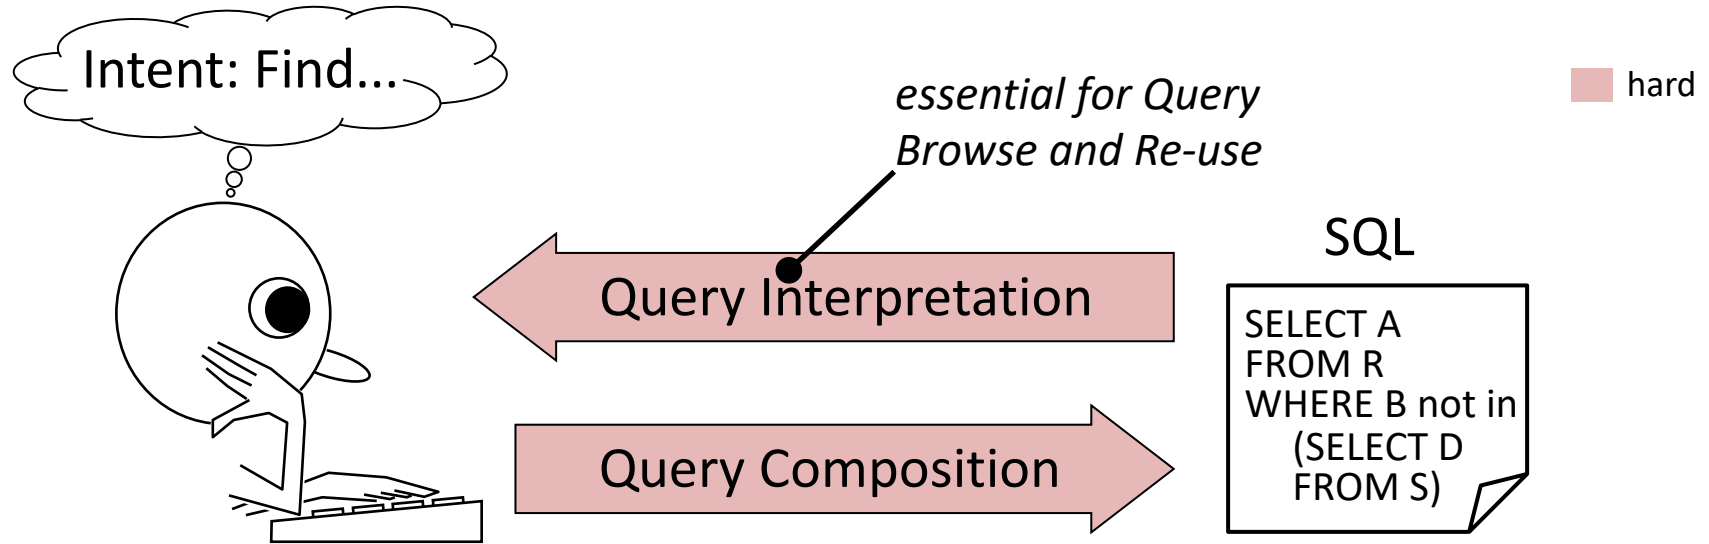 Intent: Find...
essential for Query
Browse and Re-use
hard
Query Interpretation
Query Composition
SQL
SELECT A
FROM R
WHERE B not in
(SELECT D
FROM S)